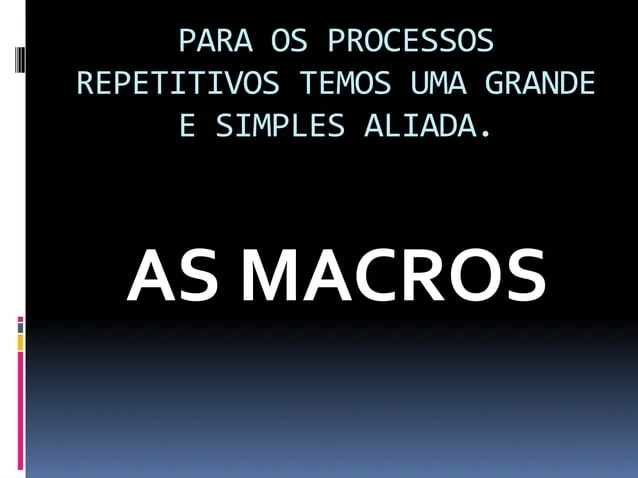 PARA OS PROCESSOS
REPETITIVOS TEMOS UMA GRANDE
E SIMPLES ALIADA.
AS MACROS